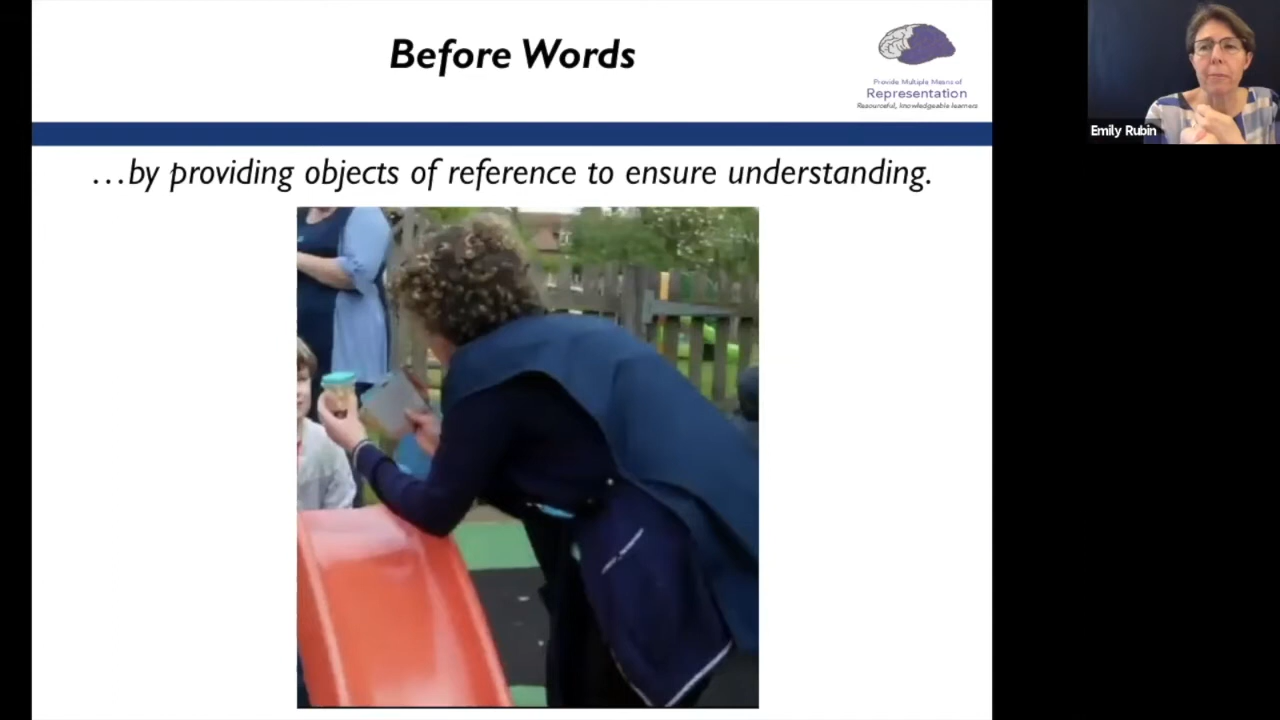 Before Words
Provide Multiple Means of
Representation
Resourceful, knowledgeable learners
…by providing objects of reference to ensure understanding.
Emily Rubin